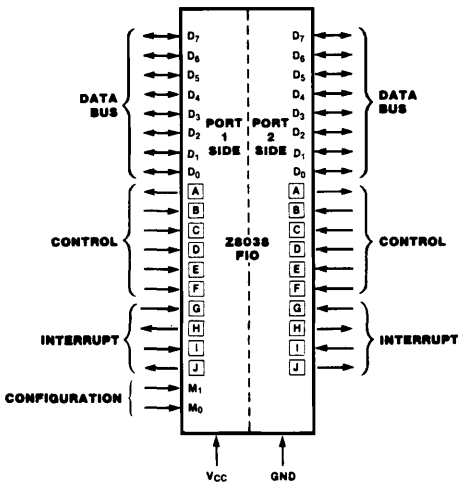 D7 D7
D6 D6
D5 D5
DATA BUS D4 D4 DATA BUS
D3 PORT 1 SIDE PORT 2 SIDE D3
D2 D2
D1 D1
D0 D0
A A
B B
C C
CONTROL D Z8038 FIO D CONTROL
E E
F F
G G
INTERRUPT H H INTERRUPT
I I
J J
CONFIGURATION M1
M0
VCC GND